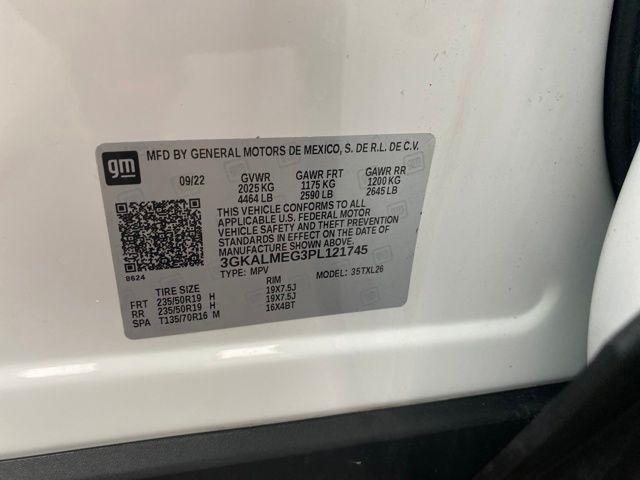 gm MFD BY GENERAL MOTORS DE MEXICO, S. DE R.L. DE C.V.
09/22 GVWR GAWR FRT GAWR RR
2025 KG 1175 KG 1200 KG
4464 LB 2590 LB 2645 LB
THIS VEHICLE CONFORMS TO ALL
APPLICABLE U.S. FEDERAL MOTOR
VEHICLE SAFETY STANDARDS IN
EFFECT ON THE DATE OF
MANUFACTURE SHOWN ABOVE.
3GKALMEG3PL121745
8624 TYPE: MPV MODEL: 35TXL26
TIRE SIZE RIM
FRT 235/50R19 H 19X7.5J
RR 235/50R19 H 19X7.5J
SPA T135/70R16 M 16X4BT